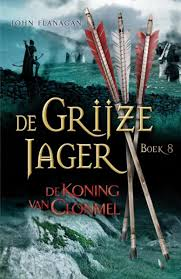 JOHN FLANAGAN
DE GRIJZE
JAGER
BOEK 8
DE KONING
VAN CLONMEL